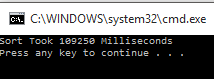 C:\WINDOWS\system32\cmd.exe
Sort Took 109250 Milliseconds
Press any key to continue . . .